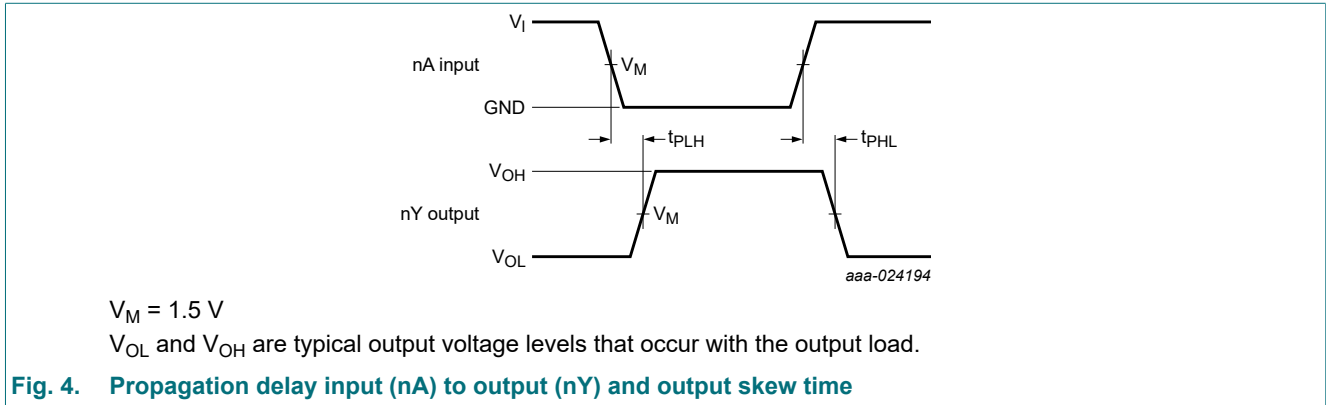 VI
nA input
VM
GND
tPLH
tPHL
VOH
nY output
VM
VOL
aaa-024194
VM = 1.5 V
VOL and VOH are typical output voltage levels that occur with the output load.
Fig. 4. Propagation delay input (nA) to output (nY) and output skew time